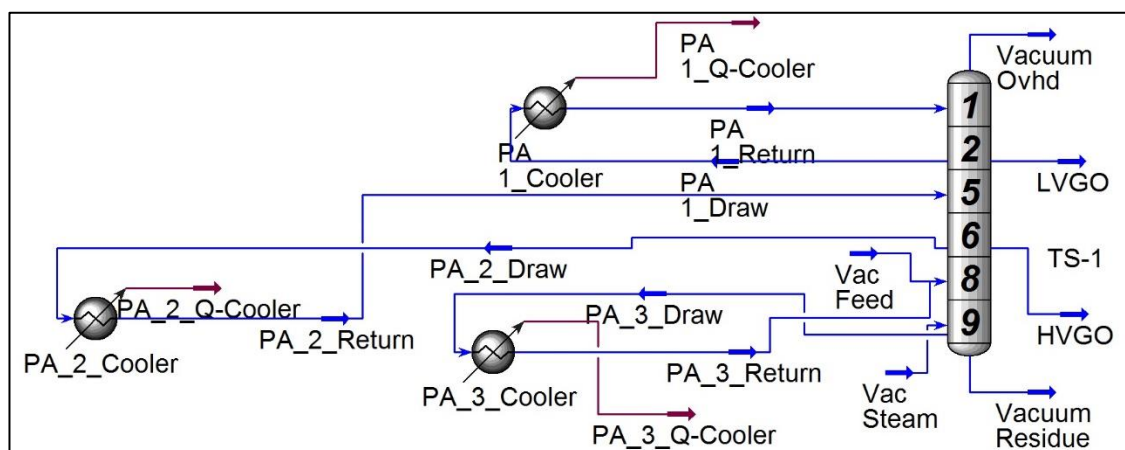 PA
1_Q-Cooler
Vacuum
Ovhd
1
PA
1_Return
PA
1_Cooler
2
LVGO
PA
1_Draw
5
6
TS-1
PA_2_Draw
Vac
Feed
8
PA_2_Q-Cooler
PA_3_Draw
9
PA_2_Return
HVGO
PA_2_Cooler
PA_3_Return
PA_3_Cooler
Vac
Steam
Vacuum
Residue
PA_3_Q-Cooler